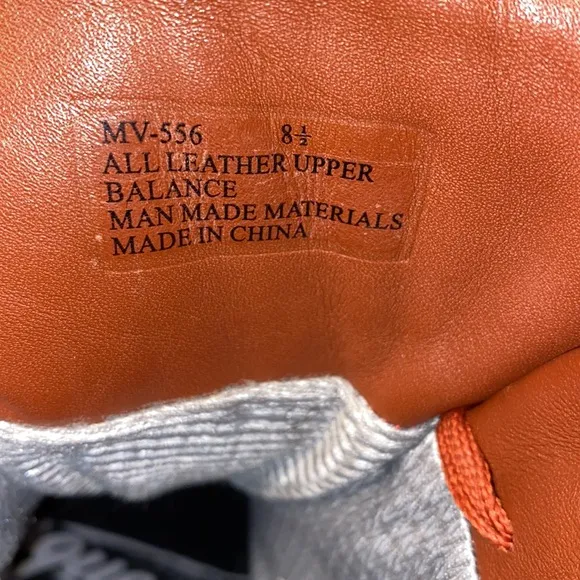 MV-556 8½
ALL LEATHER UPPER
BALANCE
MAN MADE MATERIALS
MADE IN CHINA